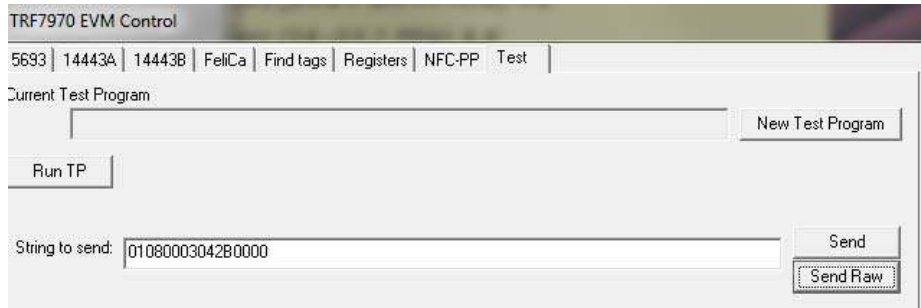 TRF7970 EVM Control
5693 14443A 14443B FeliCa Find tags Registers NFC-PP Test
Current Test Program
New Test Program
Run TP
String to send: 01080003042B0000 Send
Send Raw